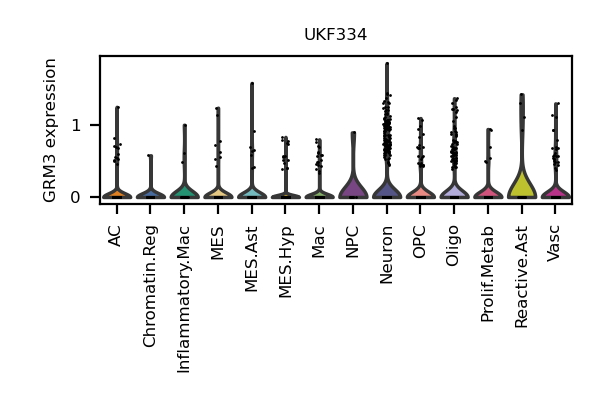 UKF334
GRM3 expression
1
0
AC
Chromatin.Reg
Inflammatory.Mac
MES
MES.Ast
MES.Hyp
Mac
NPC
Neuron
OPC
Oligo
Prolif.Metab
Reactive.Ast
Vasc